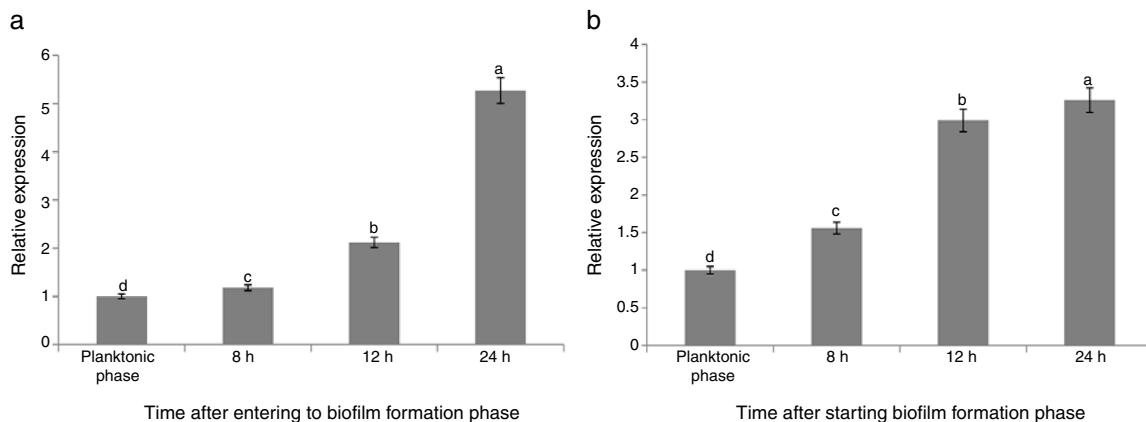 a
Relative expression
6
5
4
3
2
1
0
d
c
b
a
Planktonic
phase
8 h
12 h
24 h
Time after entering to biofilm formation phase
b
Relative expression
4
3.5
3
2.5
2
1.5
1
0.5
0
d
c
b
a
Planktonic
phase
8 h
12 h
24 h
Time after starting biofilm formation phase